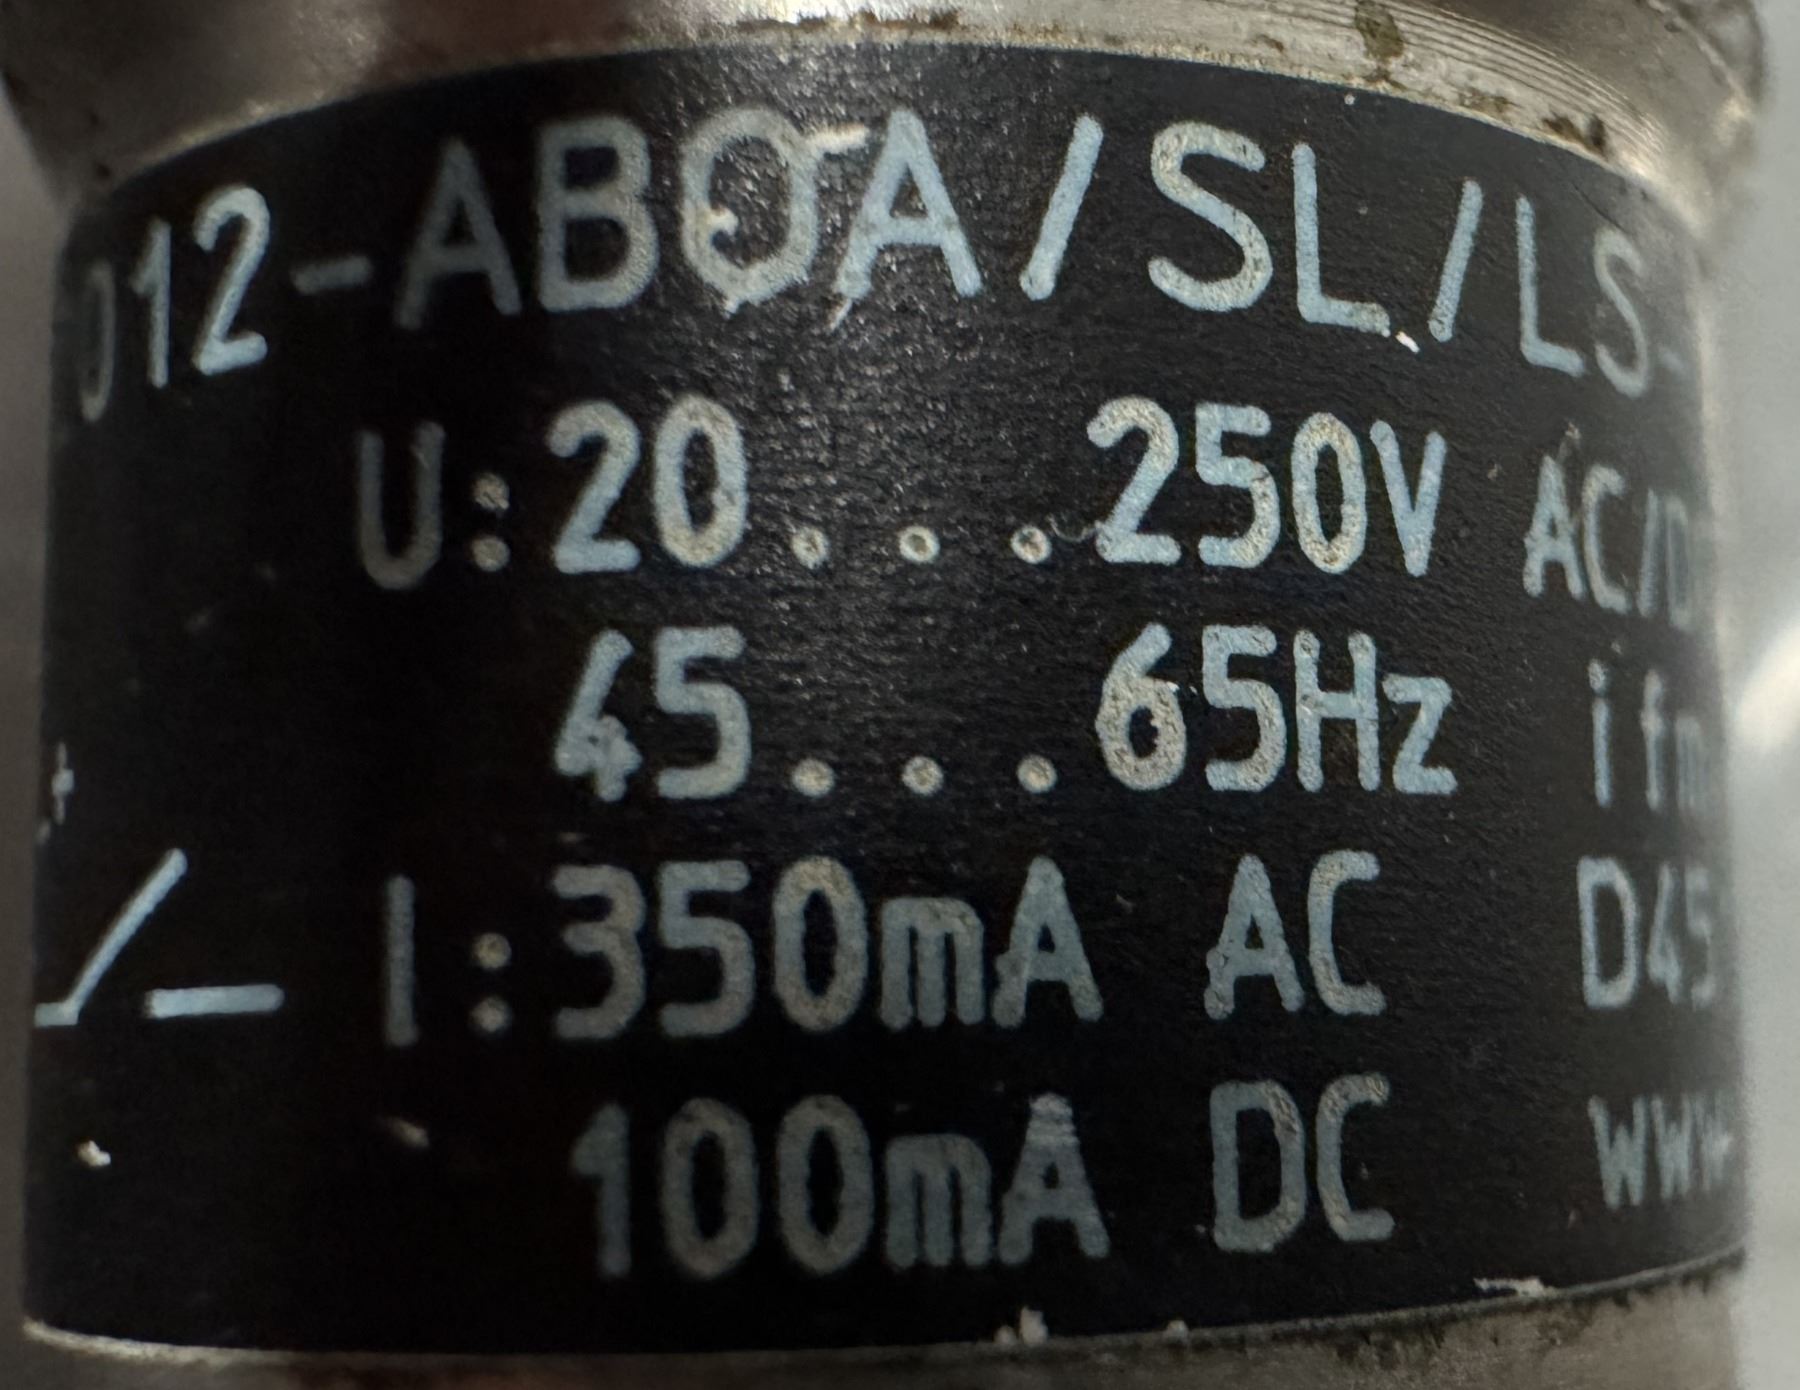 012-ABOA/SL/LS-
U: 20...250V AC/D
45...65Hz ifm
I: 350mA AC D45
100mA DC www.